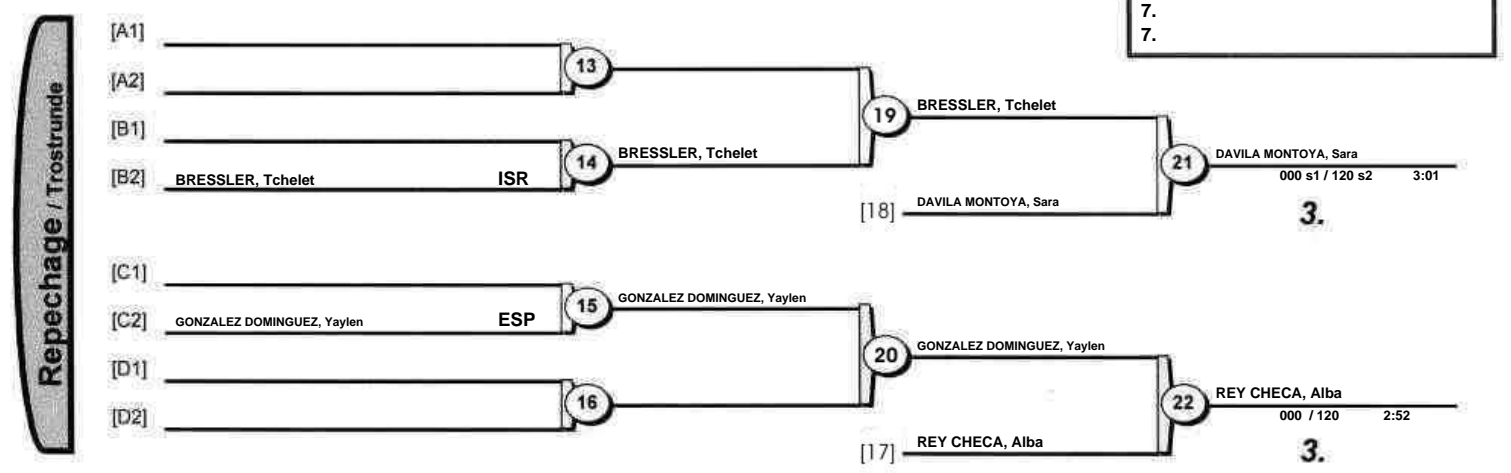 7.
7.
Repechage / Trostrunde
[A1]
[A2]
13
[B1]
[B2] BRESSLER, Tchelet ISR
14
BRESSLER, Tchelet
19
BRESSLER, Tchelet
[18] DAVILA MONTOYA, Sara
21
DAVILA MONTOYA, Sara
000 s1 / 120 s2 3:01
3.
[C1]
[C2] GONZALEZ DOMINGUEZ, Yaylen ESP
15
GONZALEZ DOMINGUEZ, Yaylen
[D1]
[D2]
16
20
GONZALEZ DOMINGUEZ, Yaylen
[17] REY CHECA, Alba
22
REY CHECA, Alba
000 / 120 2:52
3.